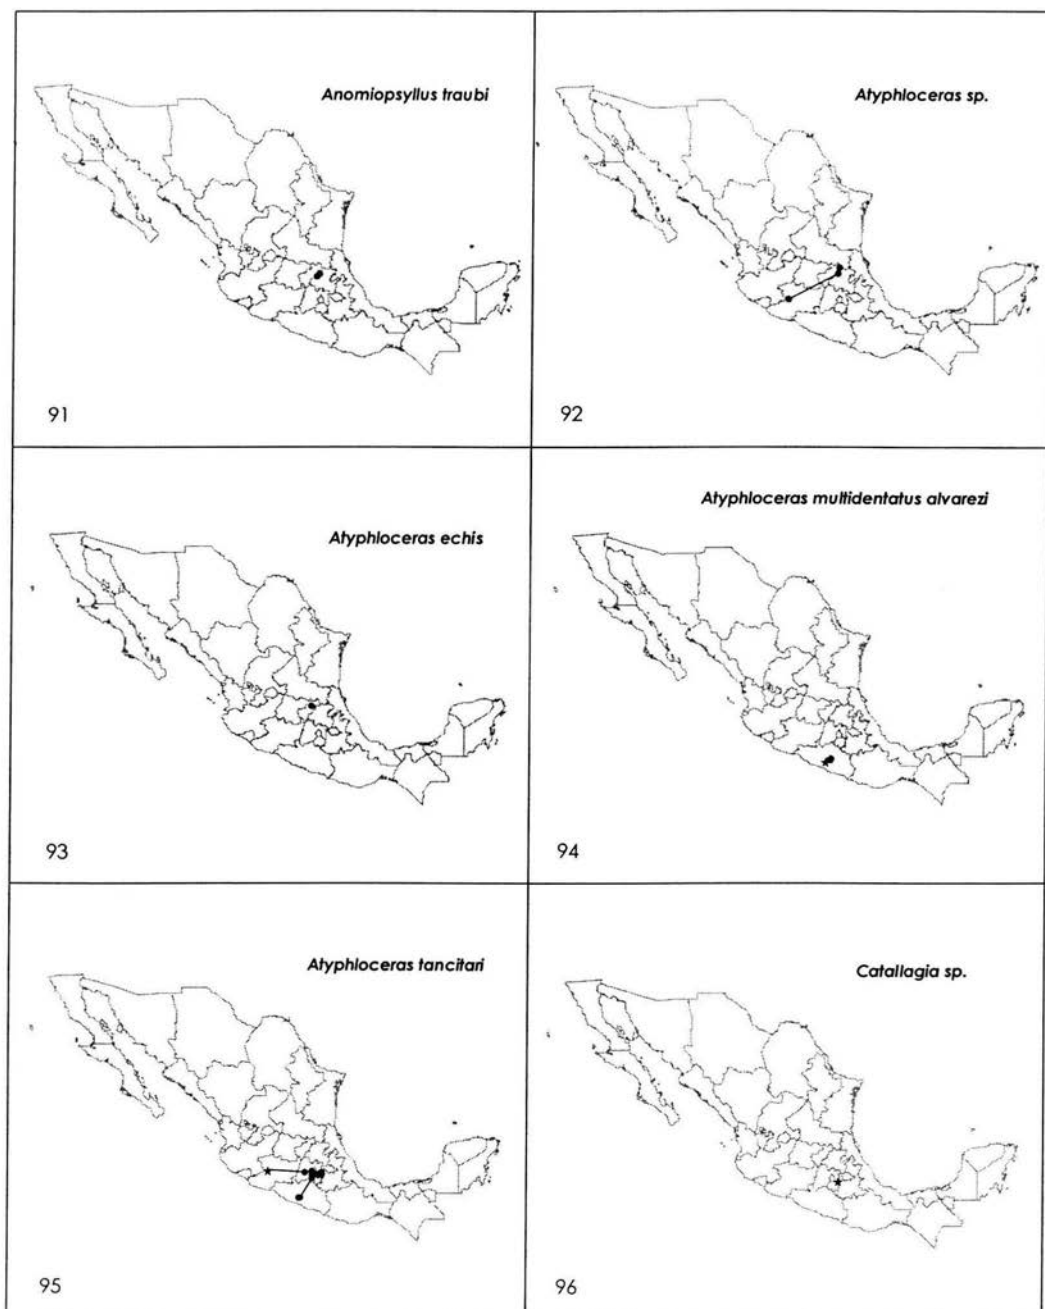 Anomiopsyllus traubi
91
Atyphloceras sp.
92
Atyphloceras echis
93
Atyphloceras multidentatus alvarezi
94
Atyphloceras tancitari
95
Catallagia sp.
96